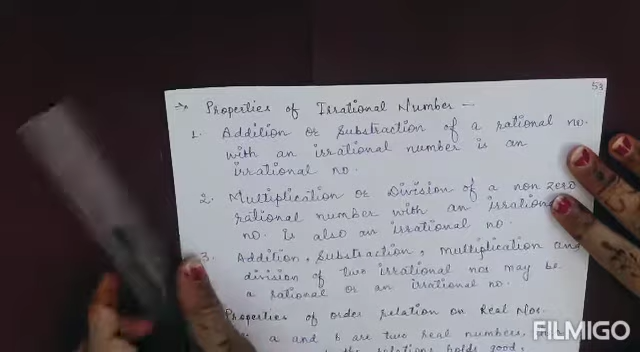 53
→ Properties of Irrational Number —
1. Addition or Substraction of a rational no.
with an irrational number is an
irrational no.
2. Multiplication or Division of a non zero
rational number with an irrational
no. is also an irrational no.
3. Addition, Substraction, multiplication and
division of two irrational nos may be
a rational or an irrational no.
Properties of order relation on Real Nos.
a and b are two real numbers,
the relations holds good,
FILMIGO